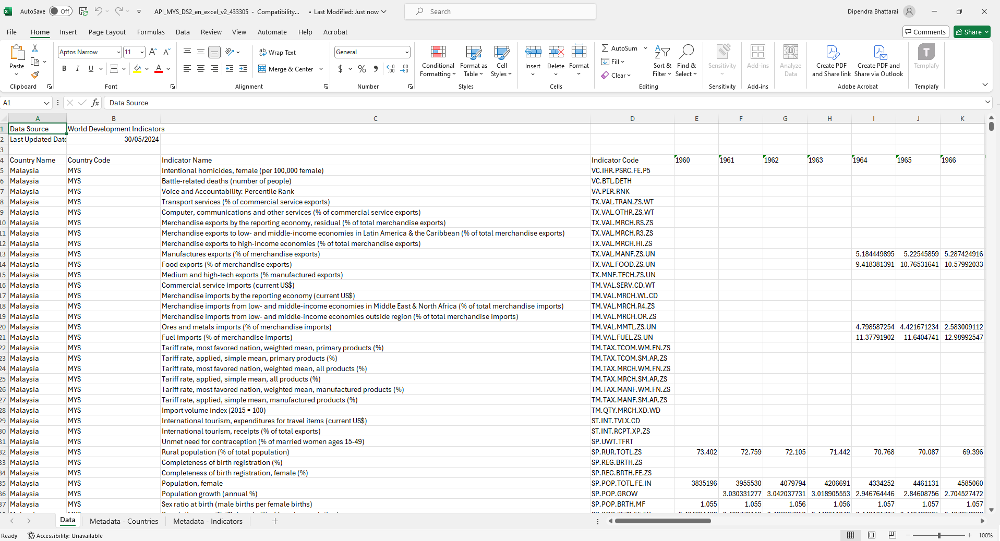 AutoSave Off API_MYS_DS2_en_excel_v2_433305 - Compatibility... • Last Modified: Just now Search Dipendra Bhattarai
File Home Insert Page Layout Formulas Data Review View Automate Help Acrobat Comments Share
Paste Aptos Narrow 11 Wrap Text General Conditional Formatting Format as Table Cell Styles Insert Delete Format AutoSum Fill Clear Sort & Filter Find & Select Sensitivity Add-ins Analyze Data Create PDF and Share link Create PDF and Share via Outlook Templafy
B I U A Merge & Center $ %
Clipboard Font Alignment Number Styles Cells Editing Sensitivity Add-ins Adobe Acrobat Templafy
A1 fx Data Source
A B C D E F G H I J K
1 Data Source World Development Indicators
2 Last Updated Date 30/05/2024
3
4 Country Name Country Code Indicator Name Indicator Code 1960 1961 1962 1963 1964 1965 1966
5 Malaysia MYS Intentional homicides, female (per 100,000 female) VC.IHR.PSRC.FE.P5
6 Malaysia MYS Battle-related deaths (number of people) VC.BTL.DETH
7 Malaysia MYS Voice and Accountability: Percentile Rank VA.PER.RNK
8 Malaysia MYS Transport services (% of commercial service exports) TX.VAL.TRAN.ZS.WT
9 Malaysia MYS Computer, communications and other services (% of commercial service exports) TX.VAL.OTHR.ZS.WT
10 Malaysia MYS Merchandise exports by the reporting economy, residual (% of total merchandise exports) TX.VAL.MRCH.RS.ZS
11 Malaysia MYS Merchandise exports to low- and middle-income economies in Latin America & the Caribbean (% of total merchandise exports) TX.VAL.MRCH.R3.ZS
12 Malaysia MYS Merchandise exports to high-income economies (% of total merchandise exports) TX.VAL.MRCH.HI.ZS
13 Malaysia MYS Manufactures exports (% of merchandise exports) TX.VAL.MANF.ZS.UN 5.184449895 5.22545859 5.287424916
14 Malaysia MYS Food exports (% of merchandise exports) TX.VAL.FOOD.ZS.UN 9.418381391 10.76531641 10.57992033
15 Malaysia MYS Medium and high-tech exports (% manufactured exports) TX.MNF.TECH.ZS.UN
16 Malaysia MYS Commercial service imports (current US$) TM.VAL.SERV.CD.WT
17 Malaysia MYS Merchandise imports by the reporting economy (current US$) TM.VAL.MRCH.WL.CD
18 Malaysia MYS Merchandise imports from low- and middle-income economies in Middle East & North Africa (% of total merchandise imports) TM.VAL.MRCH.R4.ZS
19 Malaysia MYS Merchandise imports from low- and middle-income economies outside region (% of total merchandise imports) TM.VAL.MRCH.OR.ZS
20 Malaysia MYS Ores and metals imports (% of merchandise imports) TM.VAL.MMTL.ZS.UN 4.798587254 4.421671234 2.583009112
21 Malaysia MYS Fuel imports (% of merchandise imports) TM.VAL.FUEL.ZS.UN 11.37791902 11.6404741 12.98992547
22 Malaysia MYS Tariff rate, most favored nation, weighted mean, primary products (%) TM.TAX.TCOM.WM.FN.ZS
23 Malaysia MYS Tariff rate, applied, simple mean, primary products (%) TM.TAX.TCOM.SM.AR.ZS
24 Malaysia MYS Tariff rate, most favored nation, weighted mean, all products (%) TM.TAX.MRCH.WM.FN.ZS
25 Malaysia MYS Tariff rate, applied, simple mean, all products (%) TM.TAX.MRCH.SM.AR.ZS
26 Malaysia MYS Tariff rate, most favored nation, weighted mean, manufactured products (%) TM.TAX.MANF.WM.FN.ZS
27 Malaysia MYS Tariff rate, applied, simple mean, manufactured products (%) TM.TAX.MANF.SM.AR.ZS
28 Malaysia MYS Import volume index (2015 = 100) TM.QTY.MRCH.XD.WD
29 Malaysia MYS International tourism, expenditures for travel items (current US$) ST.INT.TVLX.CD
30 Malaysia MYS International tourism, receipts (% of total exports) ST.INT.RCPT.XP.ZS
31 Malaysia MYS Unmet need for contraception (% of married women ages 15-49) SP.UWT.TFRT
32 Malaysia MYS Rural population (% of total population) SP.RUR.TOTL.ZS 73.402 72.759 72.105 71.442 70.768 70.087 69.396
33 Malaysia MYS Completeness of birth registration (%) SP.REG.BRTH.ZS
34 Malaysia MYS Completeness of birth registration, female (%) SP.REG.BRTH.FE.ZS
35 Malaysia MYS Population, female SP.POP.TOTL.FE.IN 3835196 3955530 4079794 4206691 4334252 4461131 4585060
36 Malaysia MYS Population growth (annual %) SP.POP.GROW 3.030331277 3.042037731 3.018905553 2.946764446 2.84608756 2.704527472
37 Malaysia MYS Sex ratio at birth (male births per female births) SP.POP.BRTH.MF 1.055 1.055 1.056 1.056 1.057 1.057 1.057
Data Metadata - Countries Metadata - Indicators
Ready Accessibility: Unavailable 100%